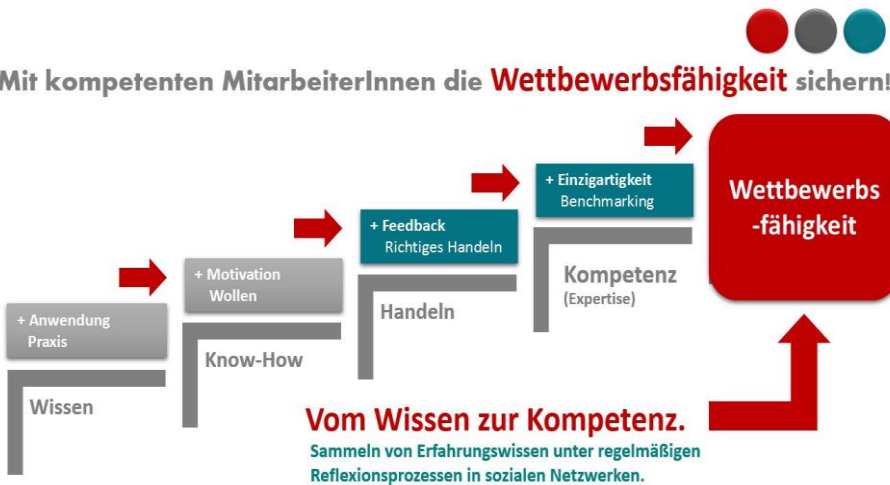 Mit kompetenten MitarbeiterInnen die Wettbewerbsfähigkeit sichern!
+ Anwendung
Praxis
Wissen
+ Motivation
Wollen
Know-How
+ Feedback
Richtiges Handeln
Handeln
+ Einzigartigkeit
Benchmarking
Kompetenz
(Expertise)
Wettbewerbs
-fähigkeit
Vom Wissen zur Kompetenz.
Sammeln von Erfahrungswissen unter regelmäßigen
Reflexionsprozessen in sozialen Netzwerken.